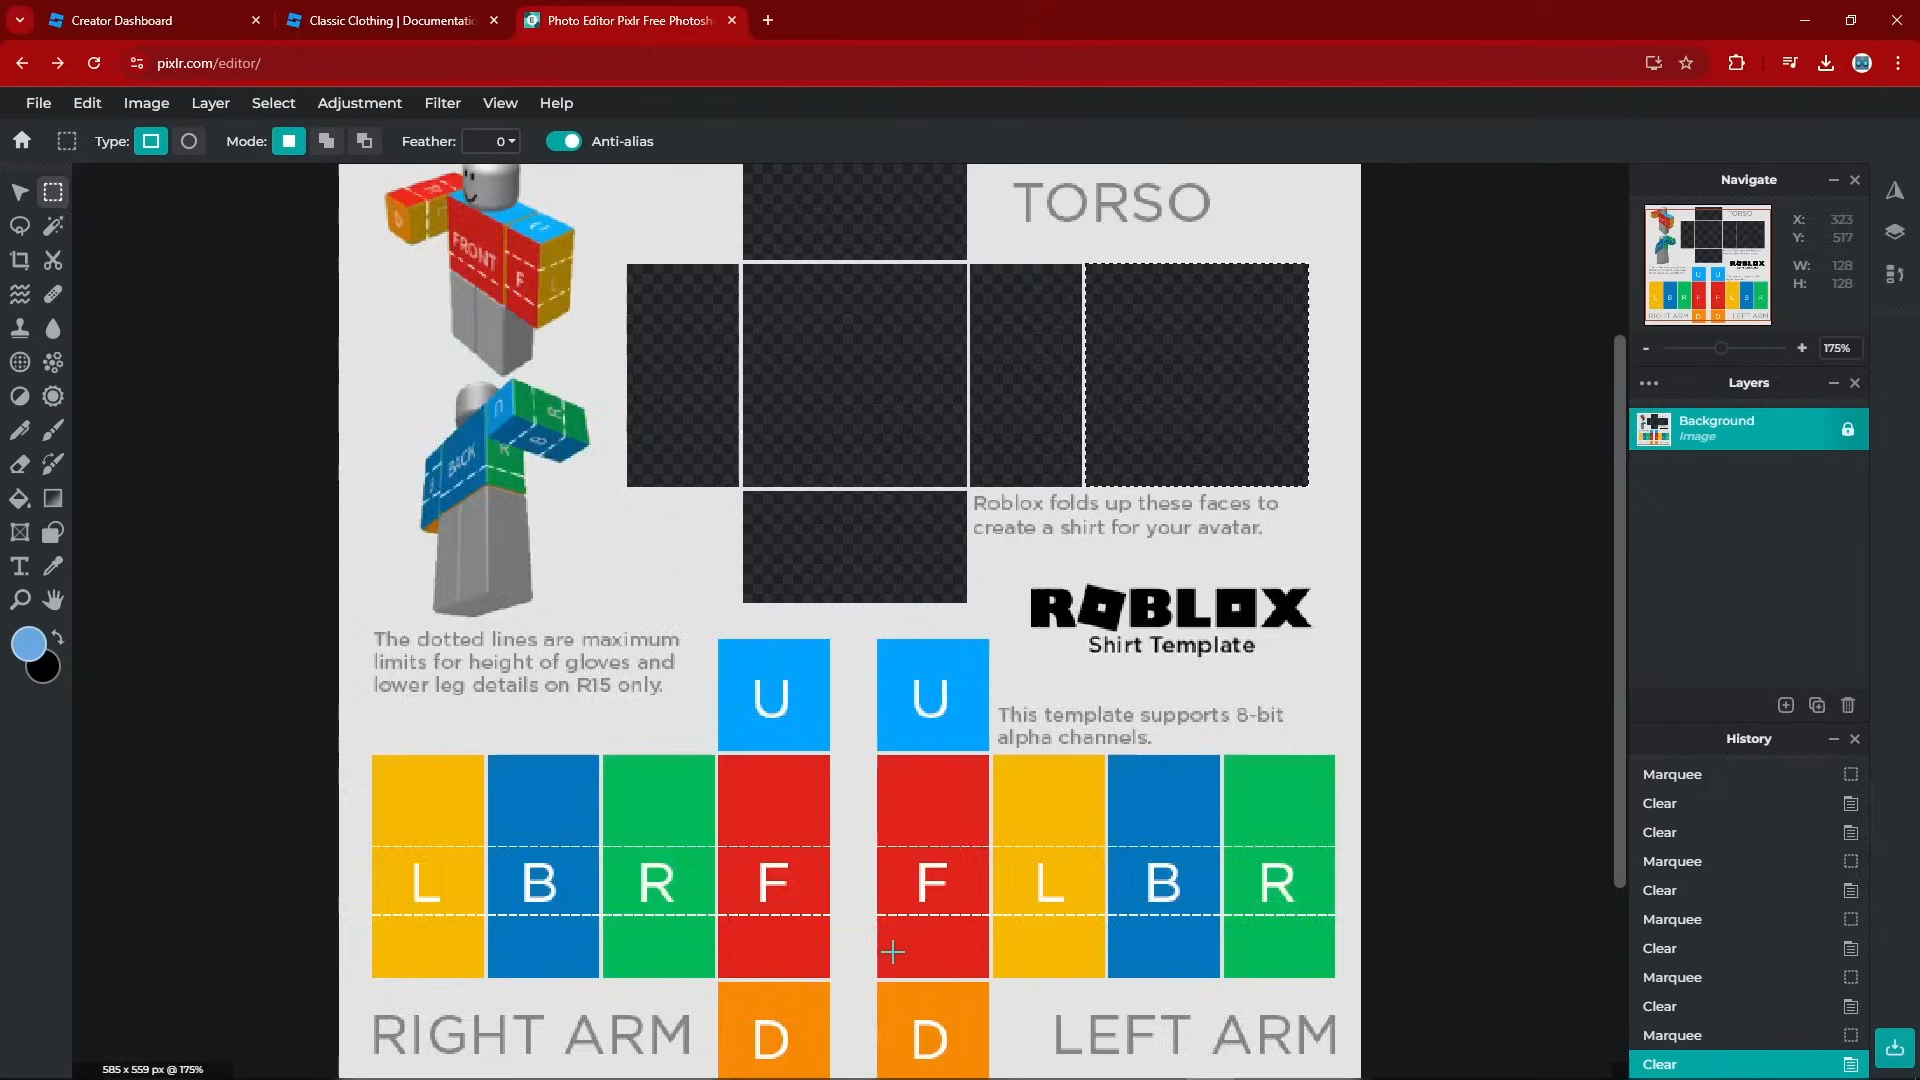 Creator Dashboard
Classic Clothing | Documentatio
Photo Editor Pixlr Free Photosh
pixlr.com/editor/
File Edit Image Layer Select Adjustment Filter View Help
Type: Mode: Feather: 0 Anti-alias
Navigate
X: 323
Y: 517
W: 128
H: 128
- + 175%
Layers
Background
Image
History
Marquee
Clear
Clear
Marquee
Clear
Marquee
Clear
Marquee
Clear
Marquee
Clear
TORSO
FRONT F L
D U
BACK R
U R B
Roblox folds up these faces to
create a shirt for your avatar.
ROBLOX
Shirt Template
The dotted lines are maximum
limits for height of gloves and
lower leg details on R15 only.
U U
This template supports 8-bit
alpha channels.
L B R F F L B R
RIGHT ARM D D LEFT ARM
585 x 559 px @ 175%